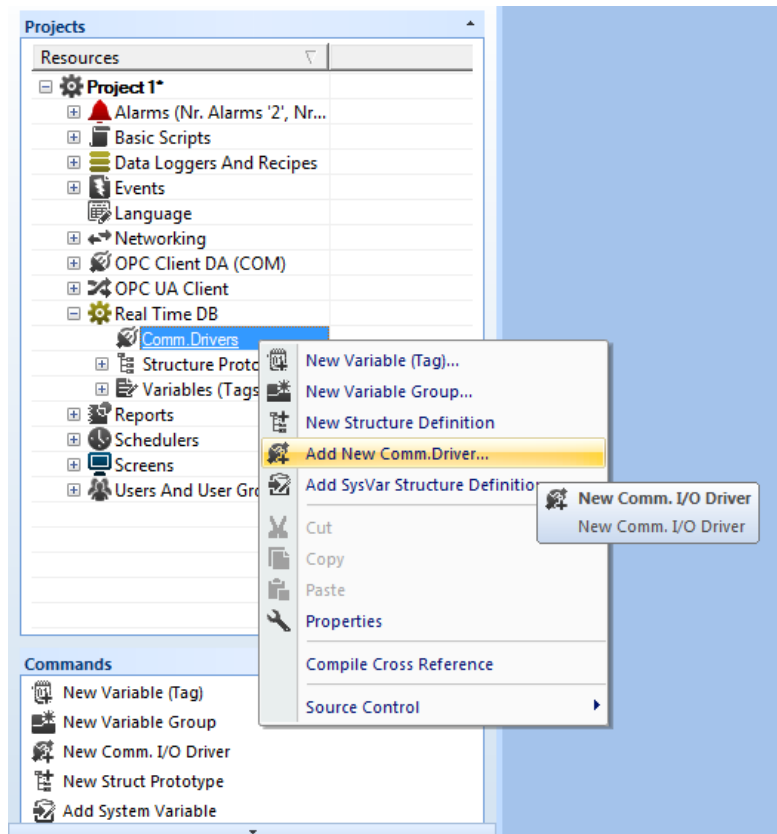 Projects
Resources
Project 1*
Alarms (Nr. Alarms '2', Nr...
Basic Scripts
Data Loggers And Recipes
Events
Language
Networking
OPC Client DA (COM)
OPC UA Client
Real Time DB
Comm.Drivers
Structure Proto
Variables (Tags
Reports
Schedulers
Screens
Users And User Gro
New Variable (Tag)...
New Variable Group...
New Structure Definition
Add New Comm.Driver...
Add SysVar Structure Definition
Cut
Copy
Paste
Properties
Compile Cross Reference
Source Control
New Comm. I/O Driver
New Comm. I/O Driver
Commands
New Variable (Tag)
New Variable Group
New Comm. I/O Driver
New Struct Prototype
Add System Variable